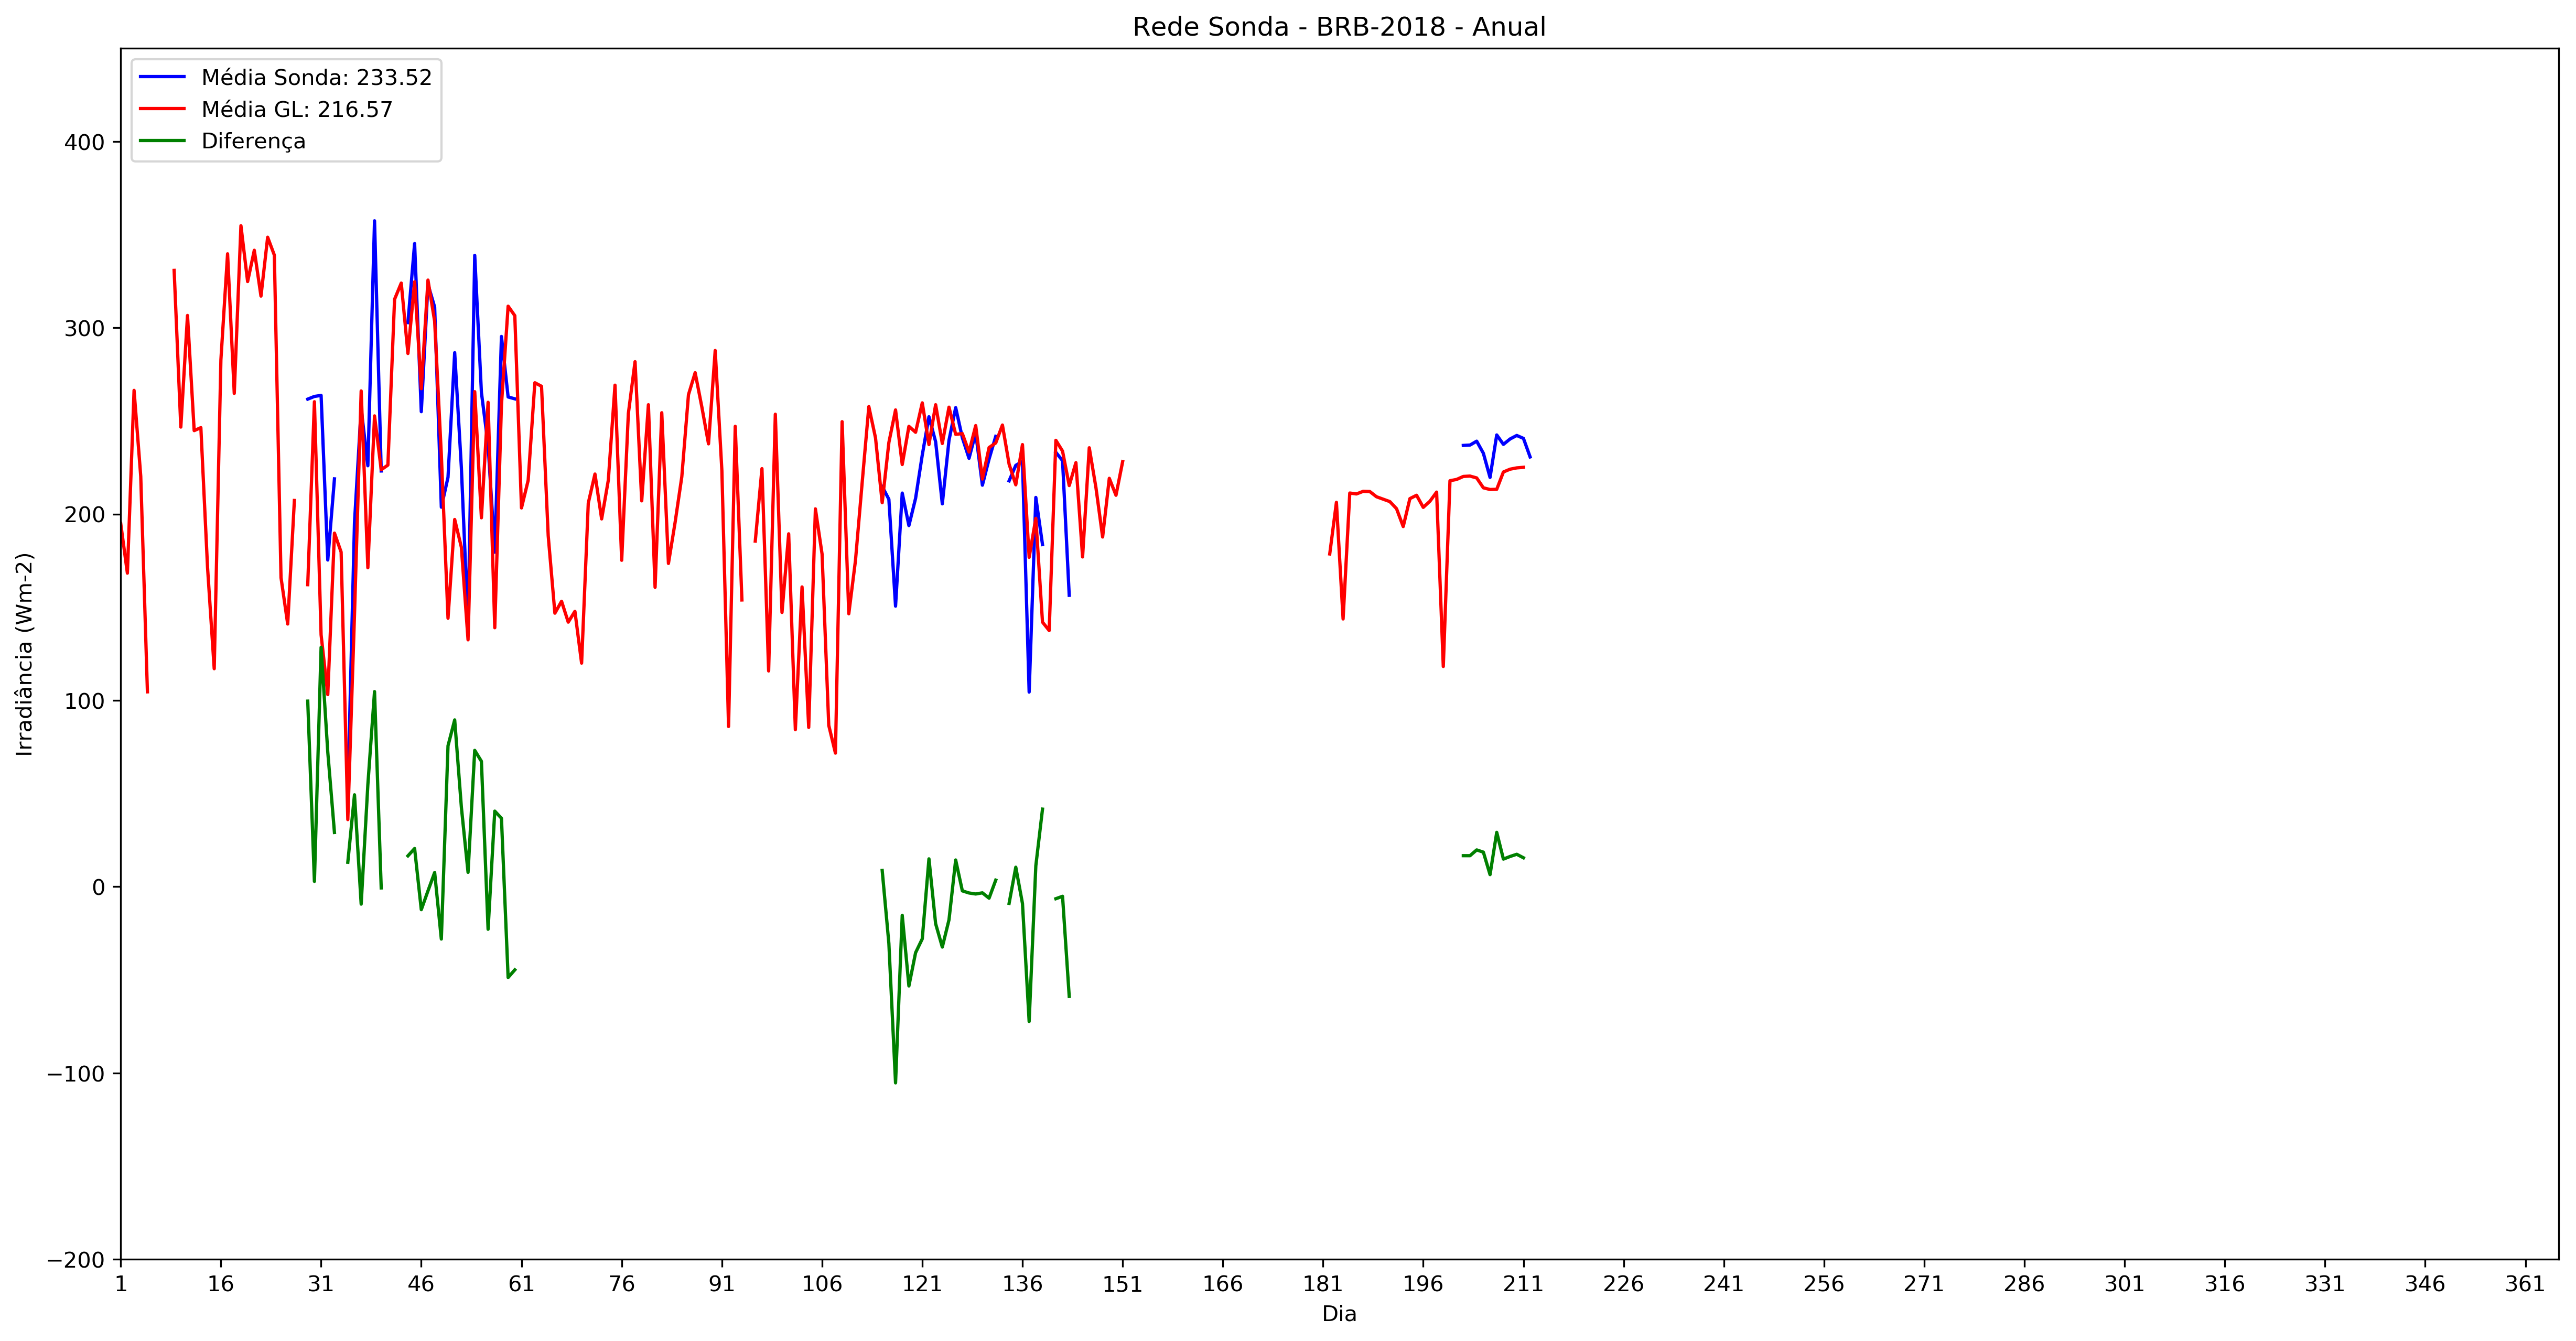 Rede Sonda - BRB-2018 - Anual
Média Sonda: 233.52
Média GL: 216.57
Diferença
400
300
200
100
0
−100
−200
Irradiância (Wm-2)
1 16 31 46 61 76 91 106 121 136 151 166 181 196 211 226 241 256 271 286 301 316 331 346 361
Dia